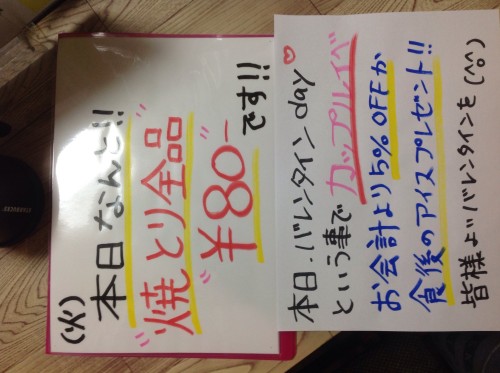 (火)
本日 なんと!!
"焼とり全品"
"¥80-"
です!!
本日・バレンタインday♡
という事でカップルイベ
お会計より5%OFFか
食後のアイスプレゼント!!
皆様よいバレンタインを(^o^)